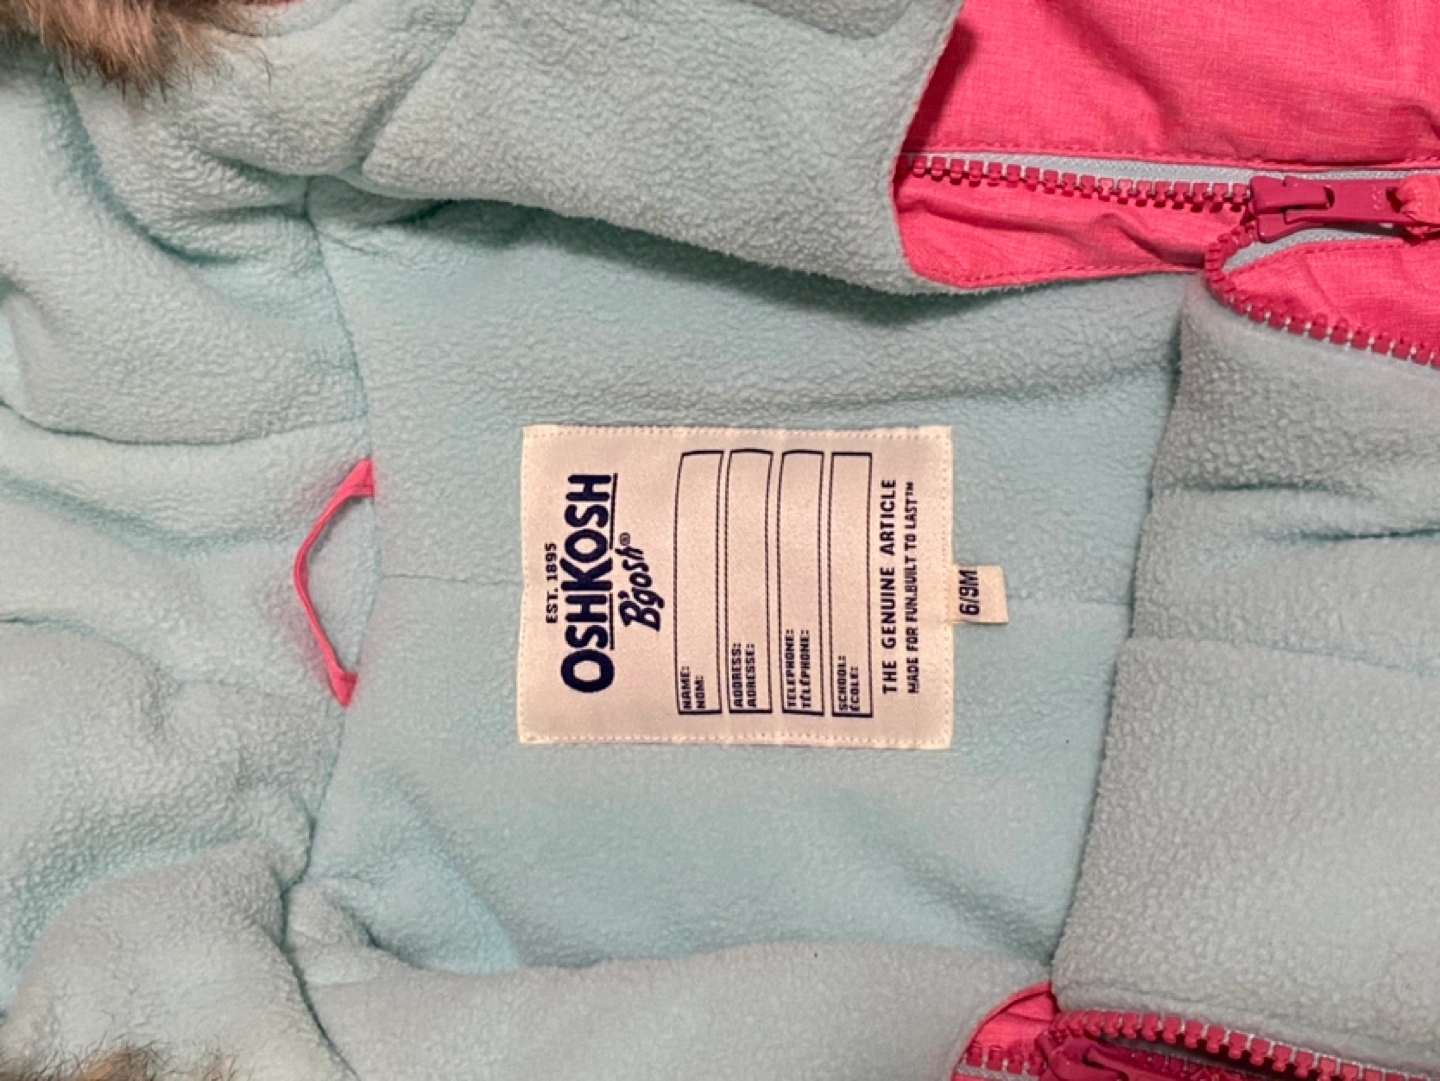 EST. 1895
OSHKOSH
B'gosh®
NAME:
NOM:
ADDRESS:
ADRESSE:
TELEPHONE:
TÉLÉPHONE:
SCHOOL:
ÉCOLE:
THE GENUINE ARTICLE
MADE FOR FUN.BUILT TO LAST™
6/9M